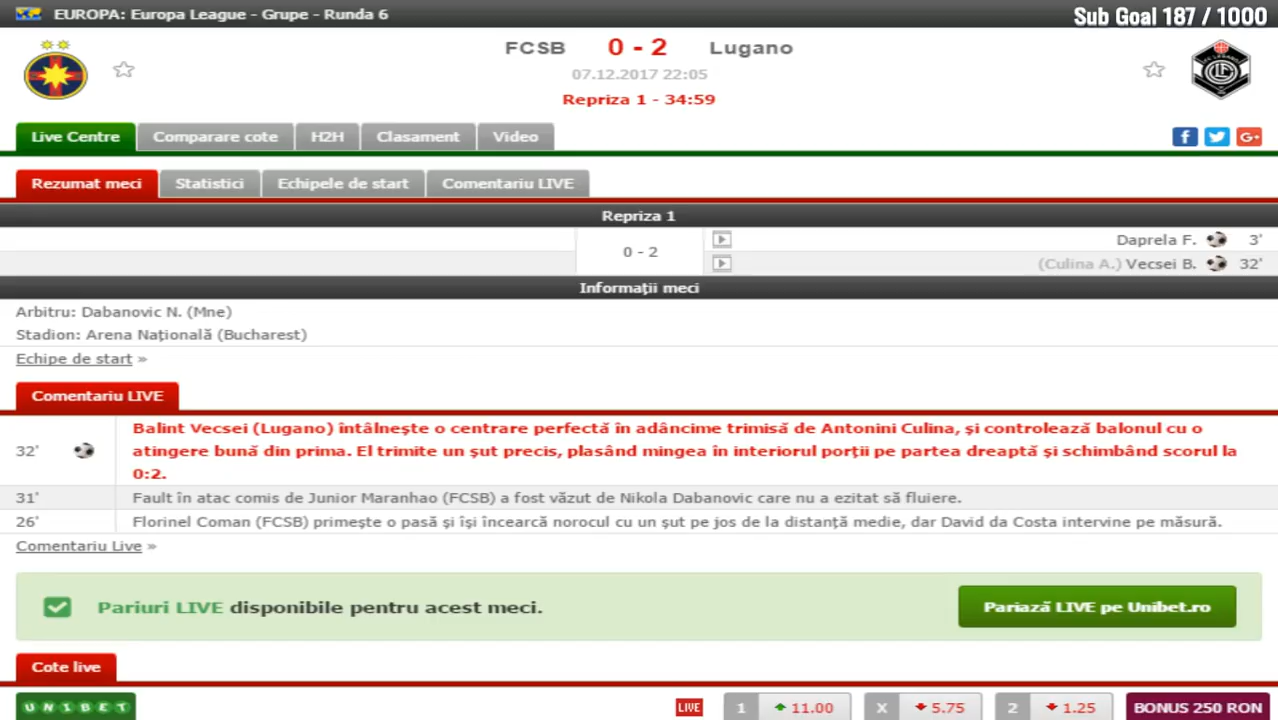 EUROPA: Europa League - Grupe - Runda 6
Sub Goal 187 / 1000
FCSB 0 - 2 Lugano
07.12.2017 22:05
Repriza 1 - 34:59
Live Centre Comparare cote H2H Clasament Video
Rezumat meci Statistici Echipele de start Comentariu LIVE
Repriza 1
0 - 2
Daprela F. 3'
(Culina A.) Vecsei B. 32'
Informații meci
Arbitru: Dabanovic N. (Mne)
Stadion: Arena Națională (Bucharest)
Echipe de start »
Comentariu LIVE
32' Balint Vecsei (Lugano) întâlnește o centrare perfectă în adâncime trimisă de Antonini Culina, și controlează balonul cu o
atingere bună din prima. El trimite un șut precis, plasând mingea în interiorul porții pe partea dreaptă și schimbând scorul la
0:2.
31' Fault în atac comis de Junior Maranhao (FCSB) a fost văzut de Nikola Dabanovic care nu a ezitat să fluiere.
26' Florinel Coman (FCSB) primește o pasă și își încearcă norocul cu un șut pe jos de la distanță medie, dar David da Costa intervine pe măsură.
Comentariu Live »
Pariuri LIVE disponibile pentru acest meci.
Pariază LIVE pe Unibet.ro
Cote live
UNIBET LIVE 1 11.00 X 5.75 2 1.25 BONUS 250 RON